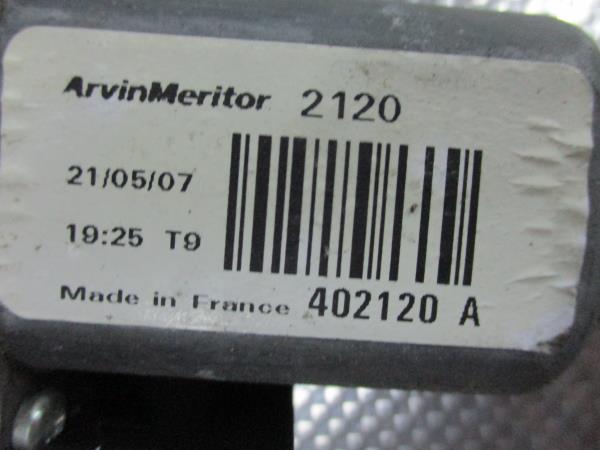 ArvinMeritor 2120
21/05/07
19:25 T9
Made in France 402120 A